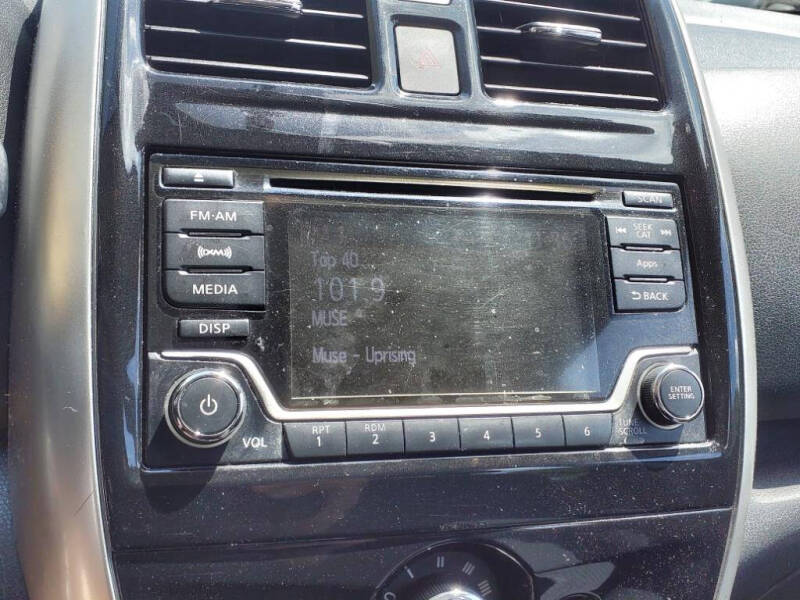 SCAN
FM·AM
SEEK
CAT
((XM))
Apps
MEDIA
BACK
DISP
Top 40
101 9
MUSE
Muse - Uprising
ENTER
SETTING
TUNE
SCROLL
VOL
RPT
1
RDM
2
3
4
5
6